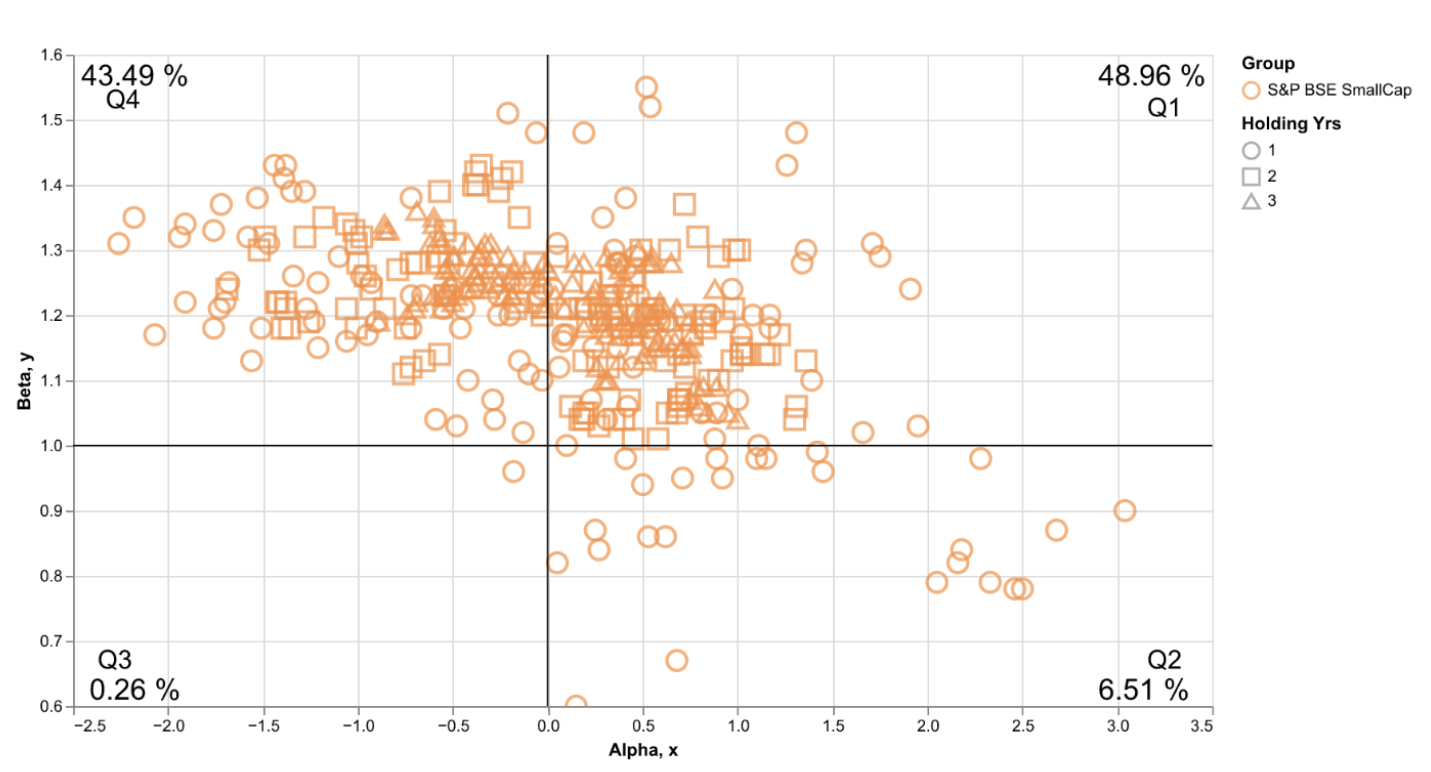 43.49 %
Q4
48.96 %
Q1
Q3
0.26 %
Q2
6.51 %
1.6
1.5
1.4
1.3
1.2
1.1
1.0
0.9
0.8
0.7
0.6
Beta, y
−2.5 −2.0 −1.5 −1.0 −0.5 0.0 0.5 1.0 1.5 2.0 2.5 3.0 3.5
Alpha, x
Group
S&P BSE SmallCap
Holding Yrs
1
2
3